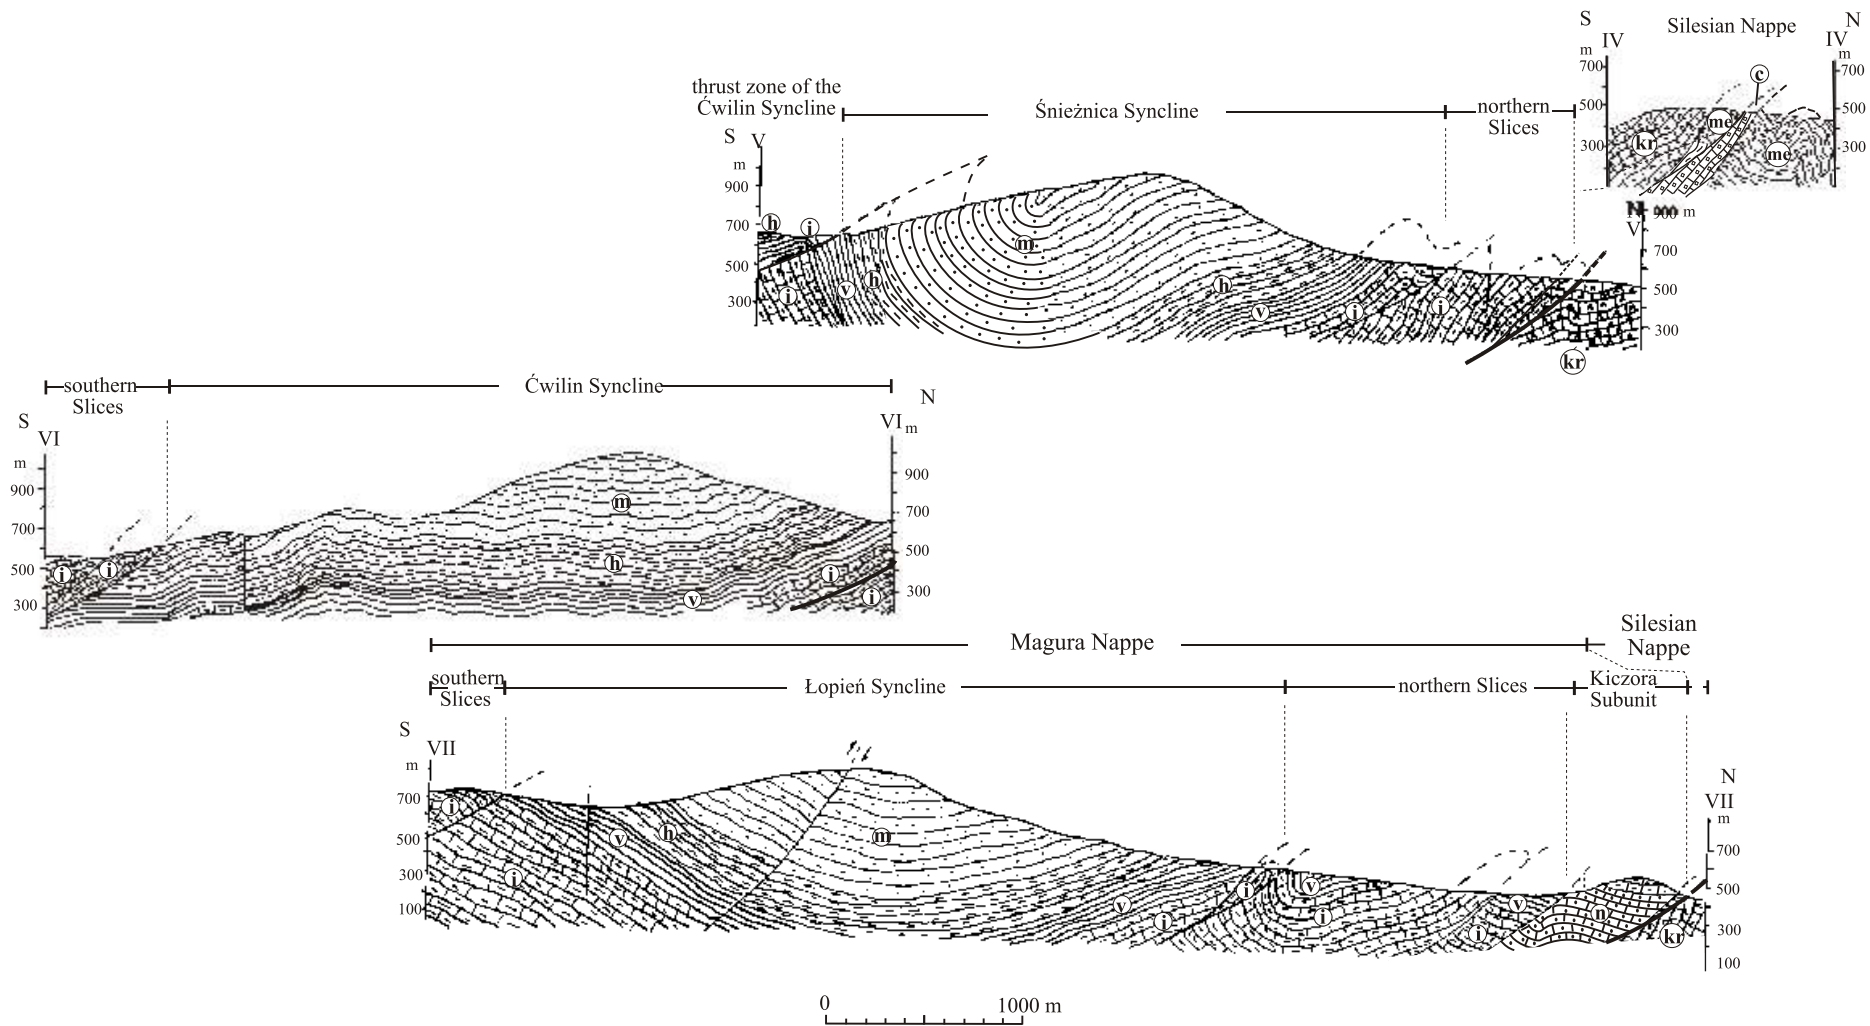 S
Silesian Nappe
N
IV
IV
m
m
700
700
500
500
300
300
c
me
kr
me
thrust zone of the
Ćwilin Syncline
Śnieżnica Syncline
northern
Slices
S
V
m
900
700
500
300
h
i
m
i
v
h
h
v
i
i
kr
m
V
700
500
300
southern
Slices
Ćwilin Syncline
S
N
VI
VI
m
m
900
900
700
700
500
500
300
300
m
h
i
i
i
v
i
Magura Nappe
Silesian
Nappe
southern
Slices
Łopień Syncline
northern Slices
Kiczora
Subunit
S
VII
m
700
500
300
100
N
VII
m
700
500
300
100
i
v
h
m
i
i
v
v
i
v
n
i
i
kr
0
1000 m